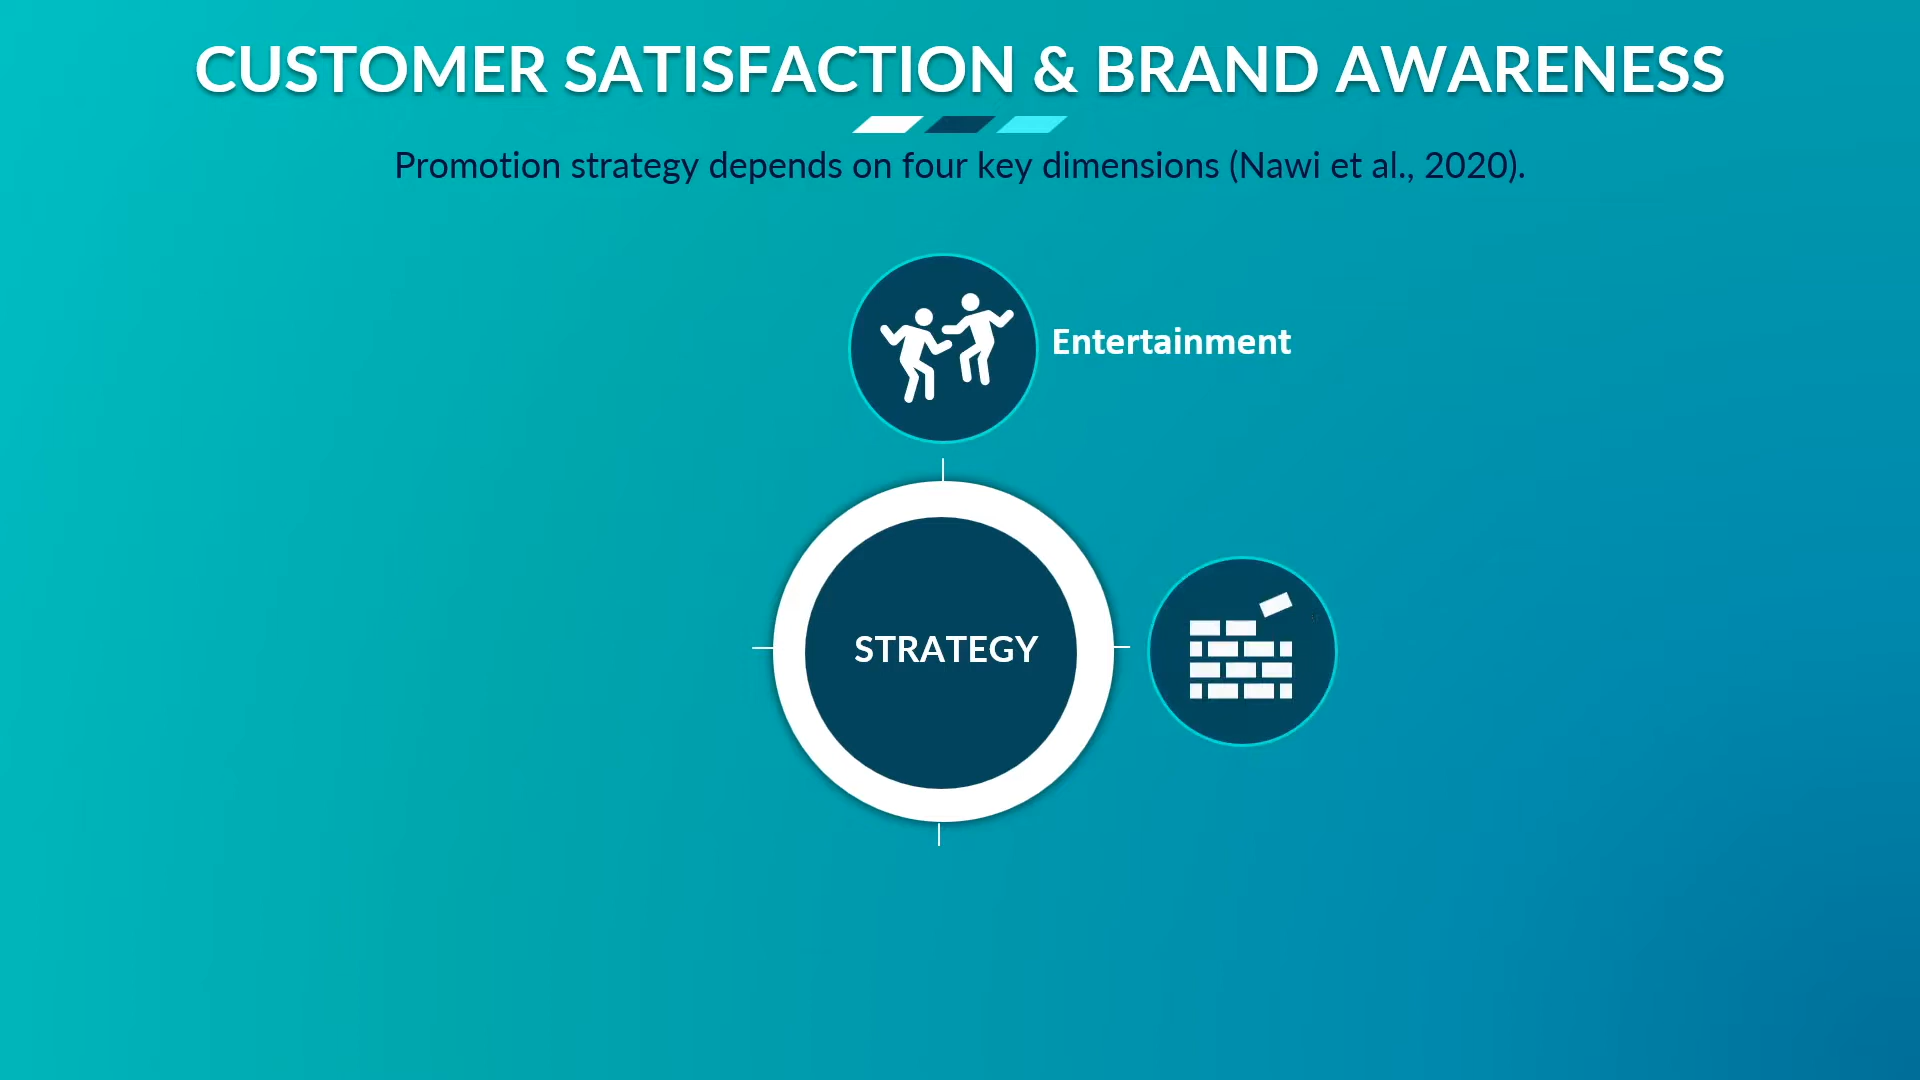 CUSTOMER SATISFACTION & BRAND AWARENESS
Promotion strategy depends on four key dimensions (Nawi et al., 2020).
Entertainment
STRATEGY